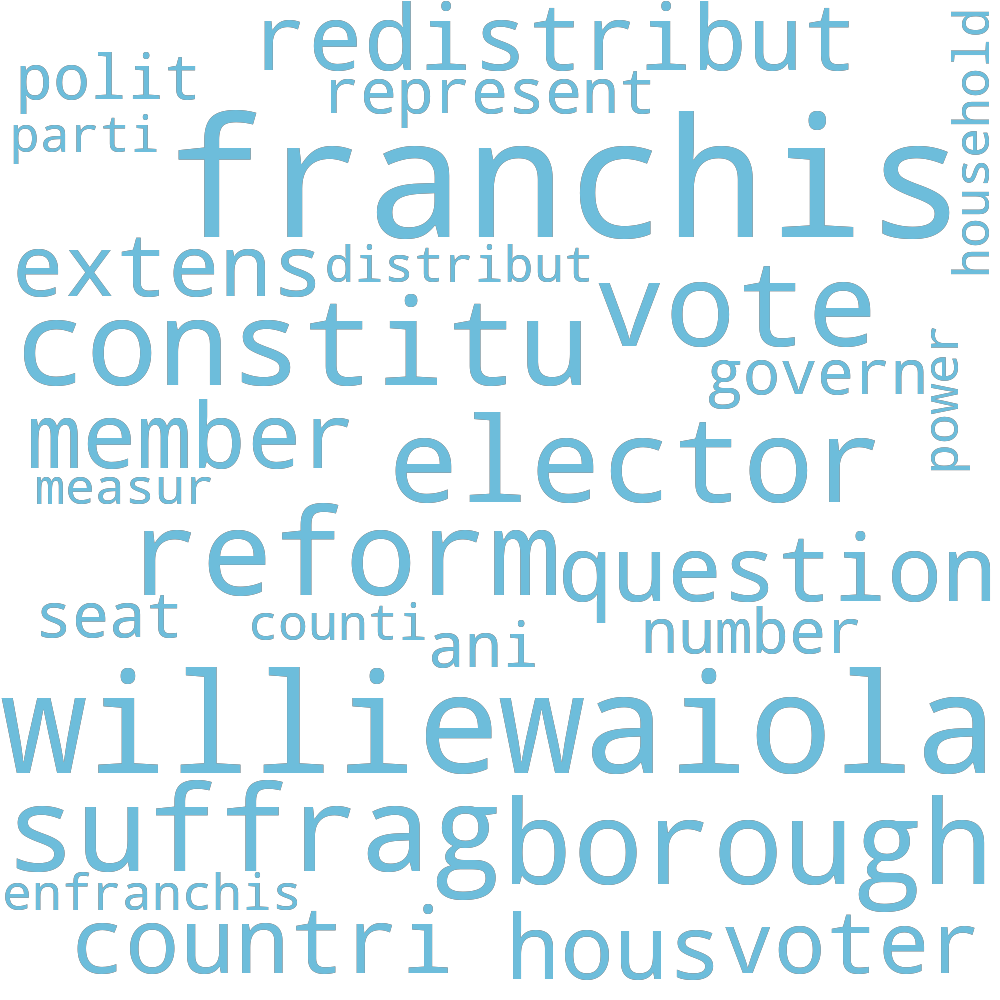 redistribut
household
polit
represent
parti
franchis
extens
distribut
constitu
vote
governr
power
member
elector
measur
reform
question
seat
counti
ani
number
williewaiola
suffrag
borough
enfranchis
countri
hous
voter